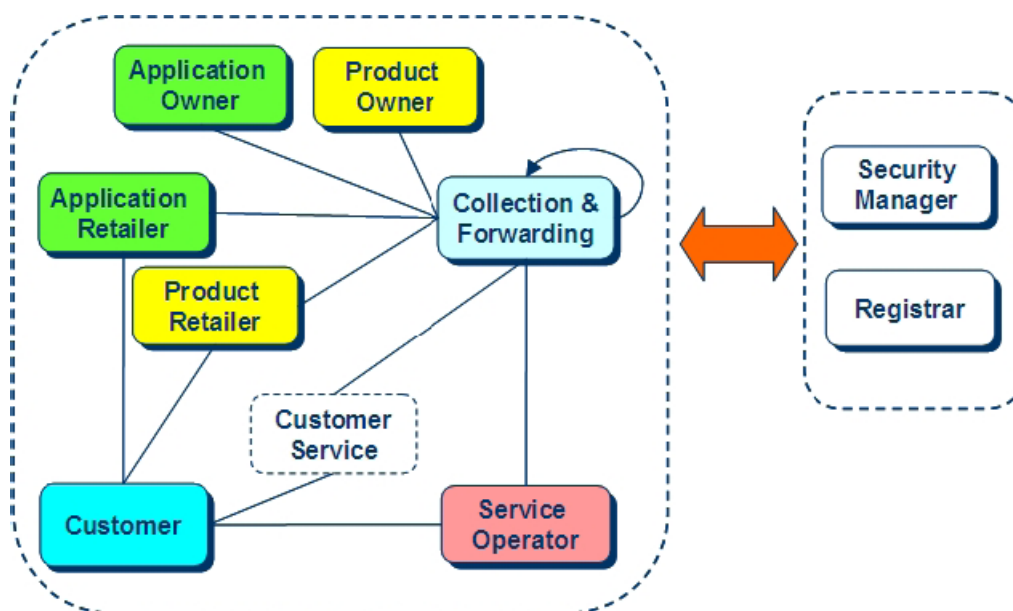 Application
Owner
Product
Owner
Application
Retailer
Collection &
Forwarding
Product
Retailer
Customer
Service
Customer
Service
Operator
Security
Manager
Registrar